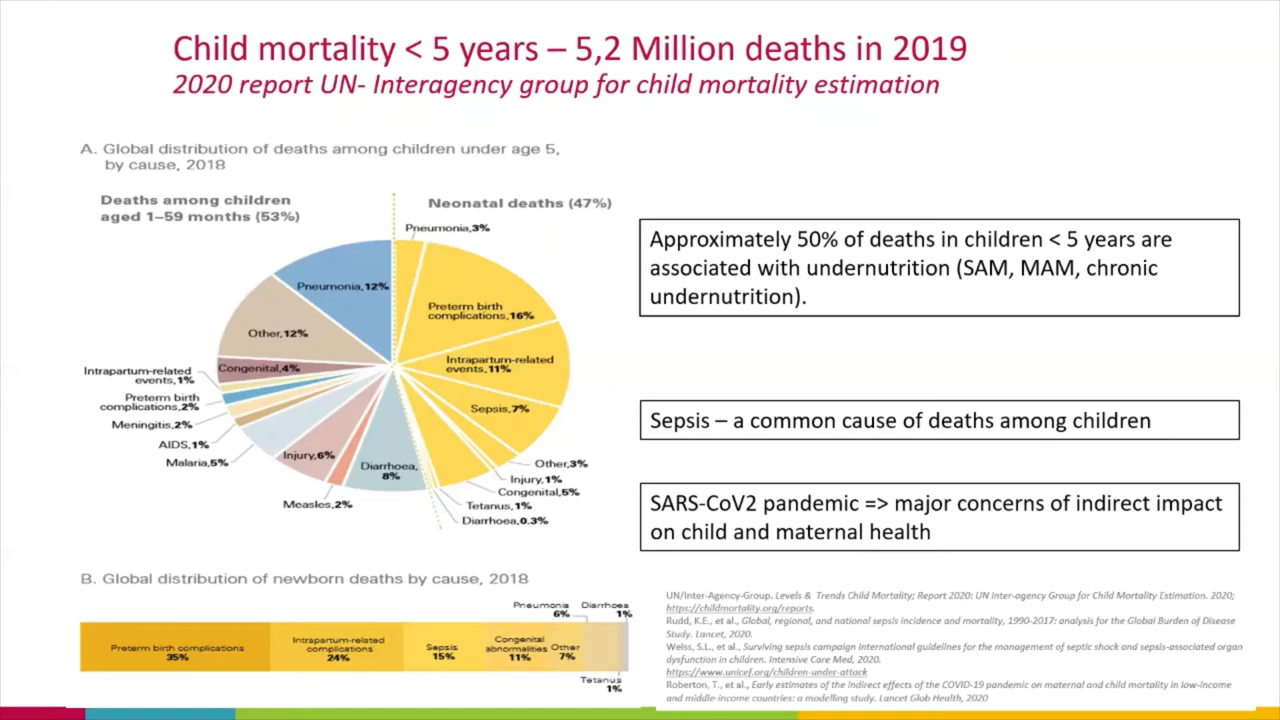 Child mortality < 5 years – 5,2 Million deaths in 2019
2020 report UN- Interagency group for child mortality estimation
A. Global distribution of deaths among children under age 5,
by cause, 2018
Deaths among children
aged 1–59 months (53%)
Neonatal deaths (47%)
Pneumonia,3%
Pneumonia,12%
Preterm birth
complications,16%
Other,12%
Intrapartum-related
events,11%
Congenital,4%
Intrapartum-related
events,1%
Preterm birth
complications,2%
Sepsis,7%
Meningitis,2%
AIDS,1%
Malaria,5%
Injury,6%
Diarrhoea,
8%
Measles,2%
Other,3%
Injury,1%
Congenital,5%
Tetanus,1%
Diarrhoea,0.3%
Approximately 50% of deaths in children < 5 years are
associated with undernutrition (SAM, MAM, chronic
undernutrition).
Sepsis – a common cause of deaths among children
SARS-CoV2 pandemic => major concerns of indirect impact
on child and maternal health
B. Global distribution of newborn deaths by cause, 2018
Pneumonia
6%
Diarrhoea
1%
Preterm birth complications
35%
Intrapartum-related
complications
24%
Sepsis
15%
Congenital
abnormalities
11%
Other
7%
Tetanus
1%
UN/Inter-Agency-Group. Levels & Trends Child Mortality; Report 2020: UN Inter-agency Group for Child Mortality Estimation. 2020;
https://childmortality.org/reports.
Rudd, K.E., et al., Global, regional, and national sepsis incidence and mortality, 1990-2017: analysis for the Global Burden of Disease
Study. Lancet, 2020.
Weiss, S.L., et al., Surviving sepsis campaign international guidelines for the management of septic shock and sepsis-associated organ
dysfunction in children. Intensive Care Med, 2020.
https://www.unicef.org/children-under-attack
Roberton, T., et al., Early estimates of the indirect effects of the COVID-19 pandemic on maternal and child mortality in low-income
and middle-income countries: a modelling study. Lancet Glob Health, 2020